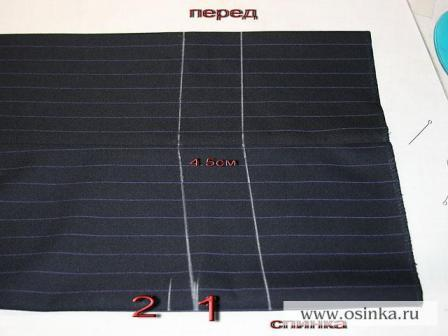 перед
4.5см
2 1
спинка
www.osinka.ru